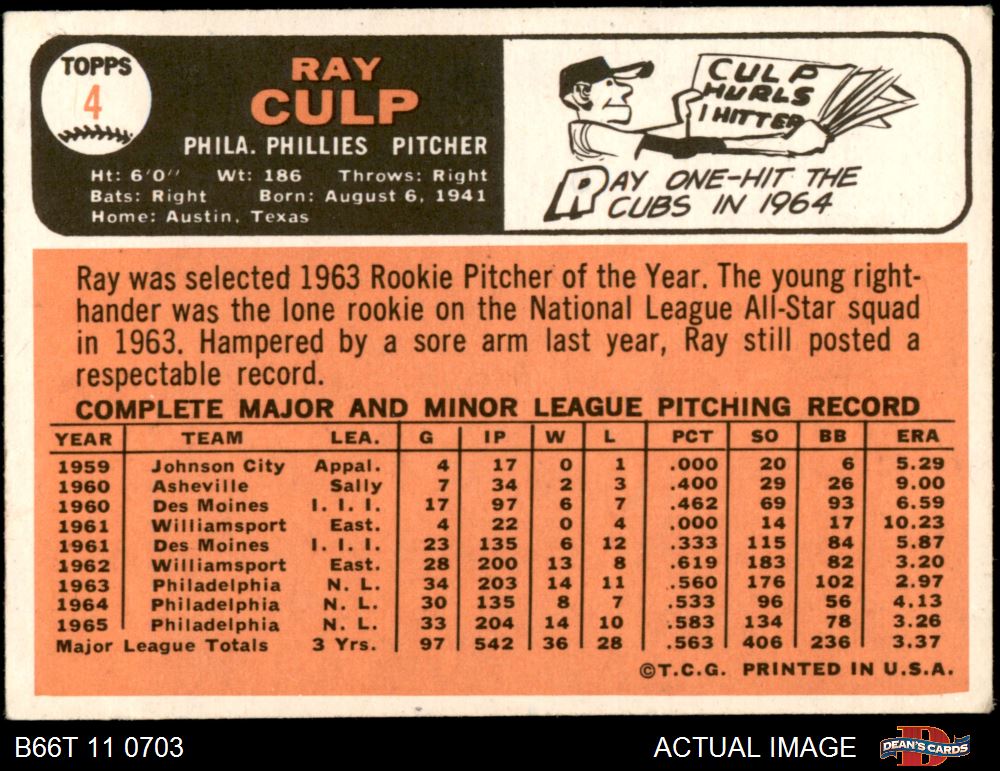 TOPPS
4
RAY
CULP
PHILA. PHILLIES PITCHER
Ht: 6'0" Wt: 186 Throws: Right
Bats: Right Born: August 6, 1941
Home: Austin, Texas
CULP
HURLS
1 HITTER
RAY ONE-HIT THE
CUBS IN 1964
Ray was selected 1963 Rookie Pitcher of the Year. The young right-
hander was the lone rookie on the National League All-Star squad
in 1963. Hampered by a sore arm last year, Ray still posted a
respectable record.
COMPLETE MAJOR AND MINOR LEAGUE PITCHING RECORD
YEAR TEAM LEA. G IP W L PCT SO BB ERA
1959 Johnson City Appal. 4 17 0 1 .000 20 6 5.29
1960 Asheville Sally 7 34 2 3 .400 29 26 9.00
1960 Des Moines I. I. I. 17 97 6 7 .462 69 93 6.59
1961 Williamsport East. 4 22 0 4 .000 14 17 10.23
1961 Des Moines I. I. I. 23 135 6 12 .333 115 84 5.87
1962 Williamsport East. 28 200 13 8 .619 183 82 3.20
1963 Philadelphia N. L. 34 203 14 11 .560 176 102 2.97
1964 Philadelphia N. L. 30 135 8 7 .533 96 56 4.13
1965 Philadelphia N. L. 33 204 14 10 .583 134 78 3.26
Major League Totals 3 Yrs. 97 542 36 28 .563 406 236 3.37
©T.C.G. PRINTED IN U.S.A.
B66T 11 0703
ACTUAL IMAGE
DEAN'S CARDS